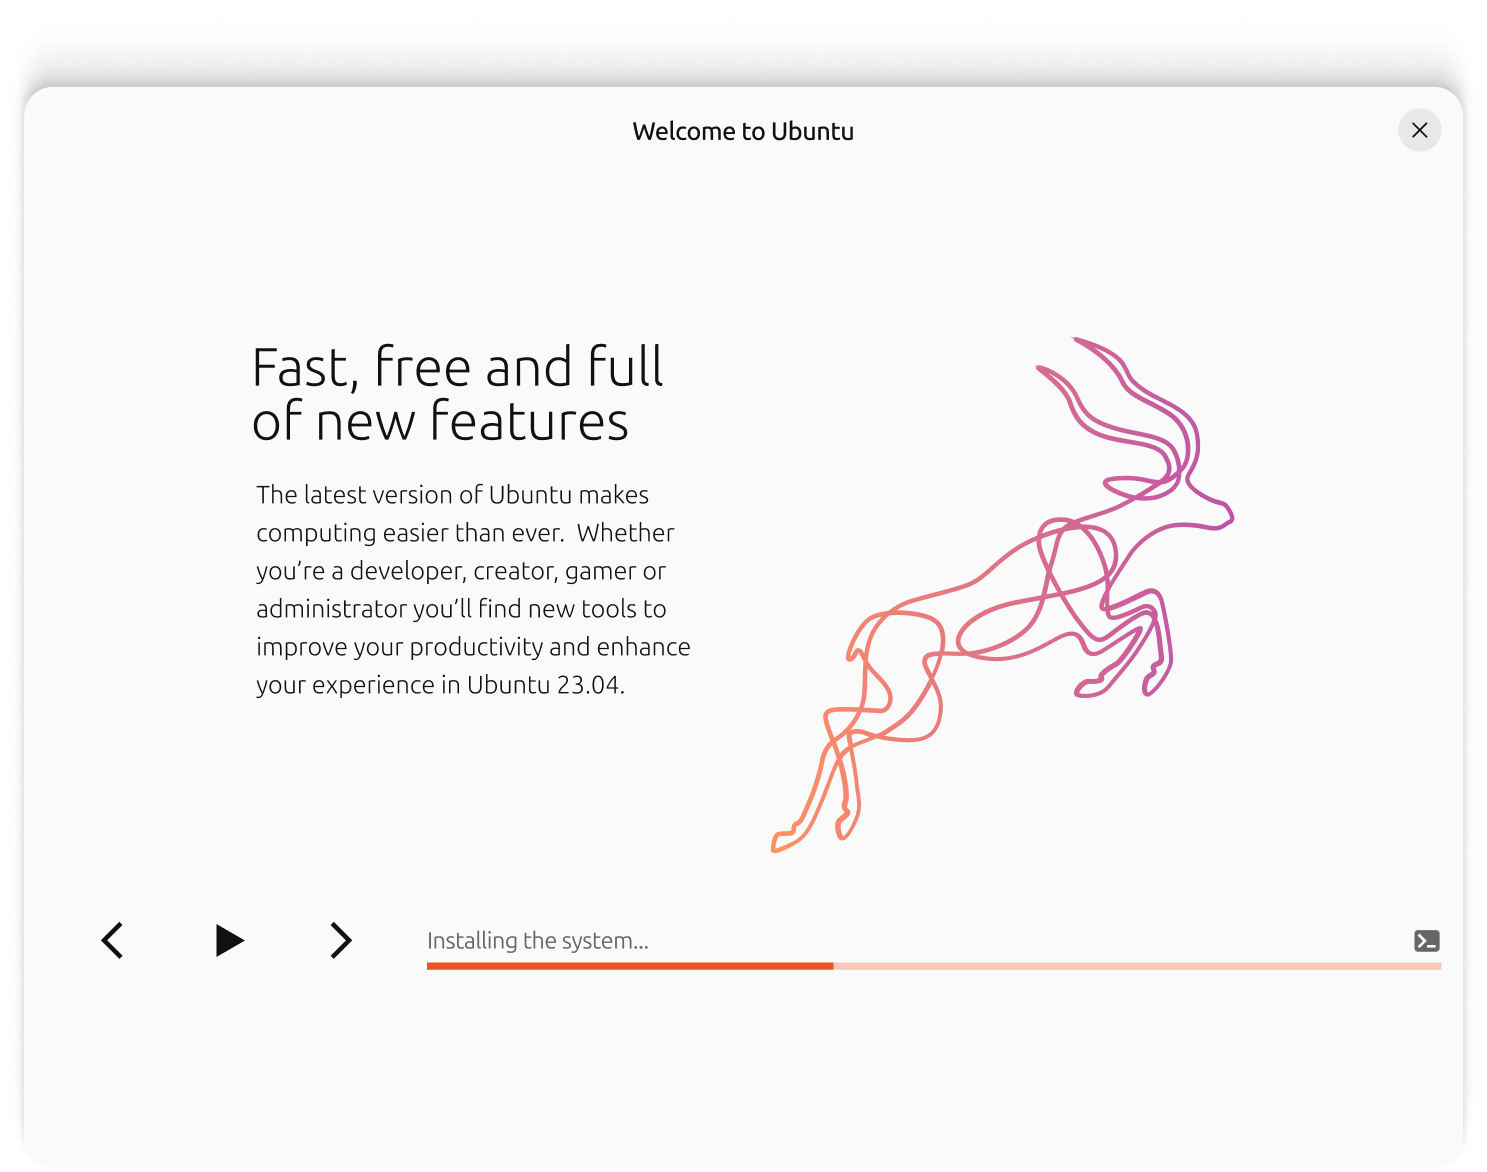 Welcome to Ubuntu
Fast, free and full
of new features
The latest version of Ubuntu makes
computing easier than ever.  Whether
you’re a developer, creator, gamer or
administrator you’ll find new tools to
improve your productivity and enhance
your experience in Ubuntu 23.04.
Installing the system...